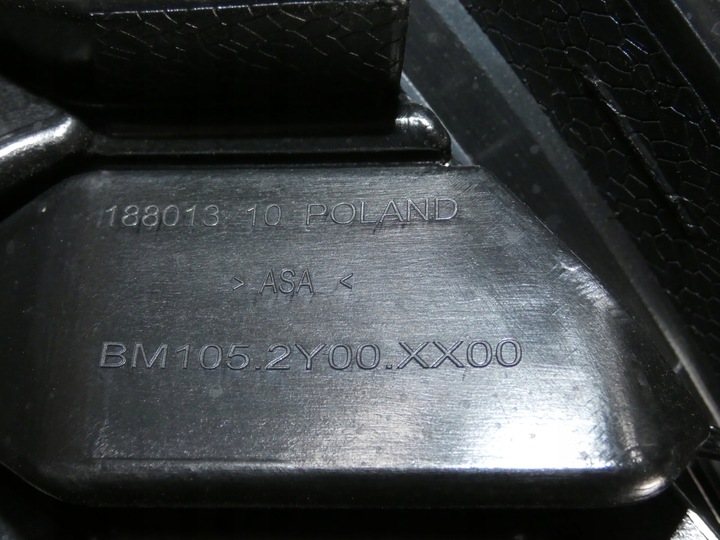 188013 10 POLAND
> ASA <
BM105.2Y00.XX00